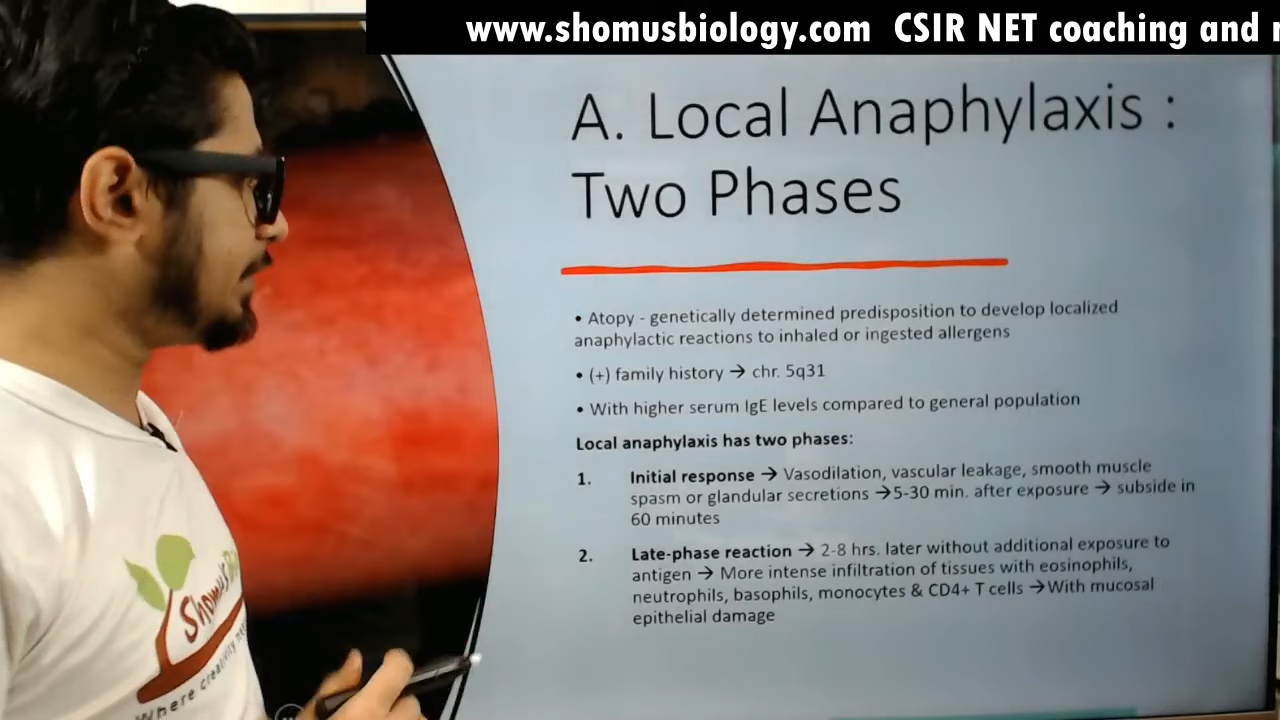 www.shomusbiology.com CSIR NET coaching and
A. Local Anaphylaxis :
Two Phases
• Atopy - genetically determined predisposition to develop localized
anaphylactic reactions to inhaled or ingested allergens
• (+) family history → chr. 5q31
• With higher serum IgE levels compared to general population
Local anaphylaxis has two phases:
1. Initial response → Vasodilation, vascular leakage, smooth muscle
spasm or glandular secretions →5-30 min. after exposure → subside in
60 minutes
2. Late-phase reaction → 2-8 hrs. later without additional exposure to
antigen → More intense infiltration of tissues with eosinophils,
neutrophils, basophils, monocytes & CD4+ T cells →With mucosal
epithelial damage
Shomu's
Where creativity